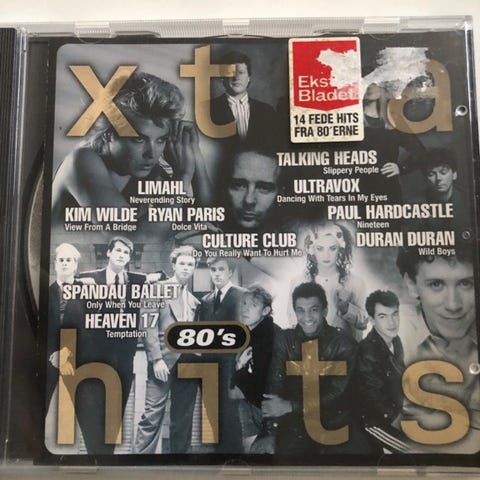 xt a
Ekst
Bladet
14 FEDE HITS
FRA 80'ERNE
TALKING HEADS
Slippery People
LIMAHL
Neverending Story
ULTRAVOX
Dancing With Tears In My Eyes
KIM WILDE
View From A Bridge
RYAN PARIS
Dolce Vita
PAUL HARDCASTLE
Nineteen
CULTURE CLUB
Do You Really Want To Hurt Me
DURAN DURAN
Wild Boys
SPANDAU BALLET
Only When You Leave
HEAVEN 17
Temptation
80's
hits